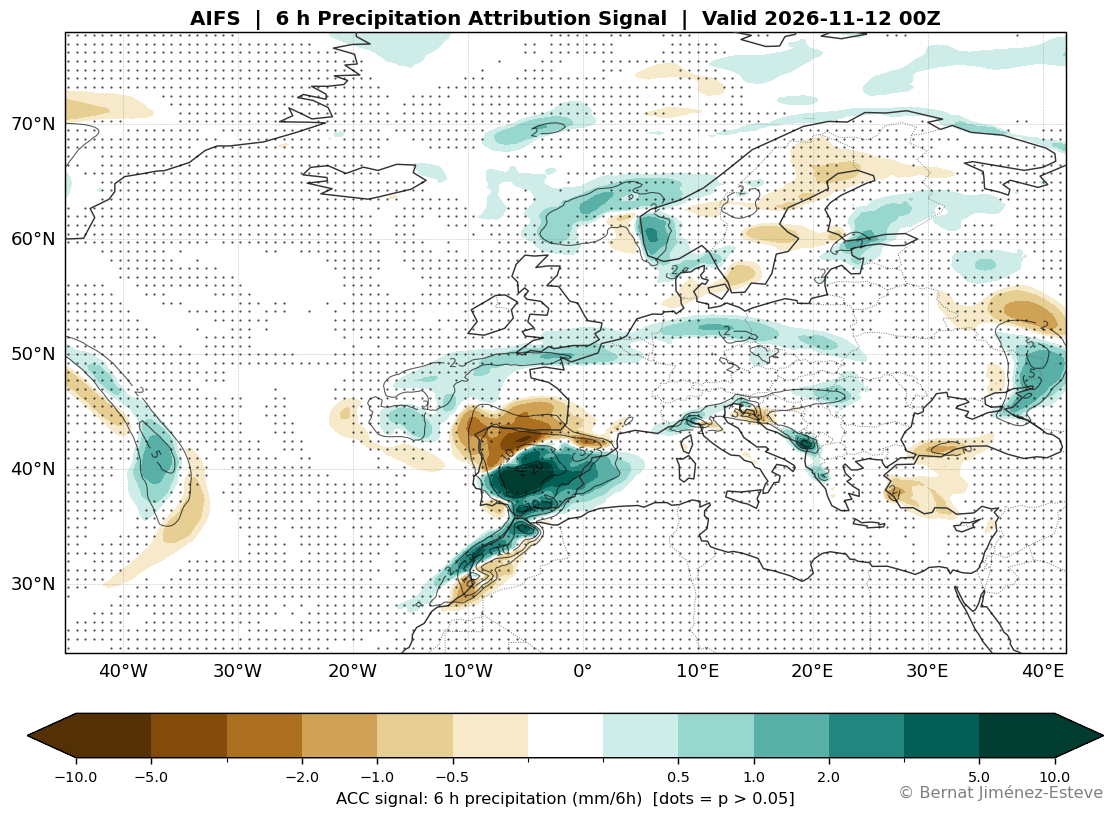 AIFS | 6 h Precipitation Attribution Signal | Valid 2026-11-12 00Z
70°N
60°N
50°N
40°N
30°N
40°W 30°W 20°W 10°W 0° 10°E 20°E 30°E 40°E
−10.0 −5.0 −2.0 −1.0 −0.5 0.5 1.0 2.0 5.0 10.0
ACC signal: 6 h precipitation (mm/6h) [dots = p > 0.05]
© Bernat Jiménez-Esteve